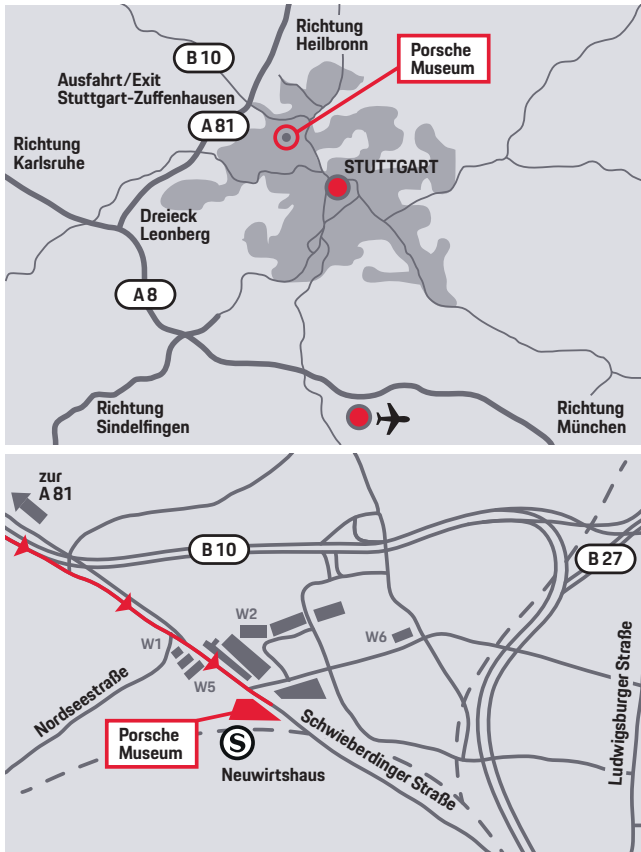 Richtung
Heilbronn
B 10
Porsche
Museum
Ausfahrt/Exit
Stuttgart-Zuffenhausen
A 81
Richtung
Karlsruhe
STUTTGART
Dreieck
Leonberg
A 8
Richtung
Sindelfingen
Richtung
München
zur
A 81
B 10
B 27
W2
W6
W1
W5
Nordseestraße
Porsche
Museum
S
Neuwirtshaus
Schwieberdinger Straße
Ludwigsburger Straße